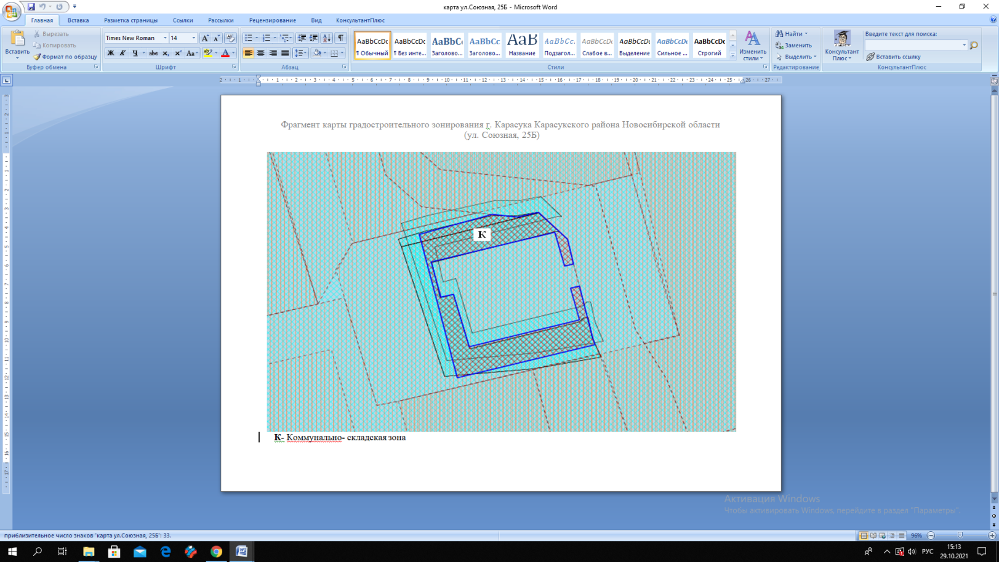 карта ул.Союзная, 25Б - Microsoft Word
Главная Вставка Разметка страницы Ссылки Рассылки Рецензирование Вид КонсультантПлюс
Вставить
Вырезать
Копировать
Формат по образцу
Буфер обмена
Times New Roman 14
Шрифт
Абзац
AaBbCcDc AaBbCcDc AaBbC AaBbCc AaB AaBbCc. AaBbCcDc AaBbCcDc AaBbCcDc AaBbCcDc
¶ Обычный ¶ Без инте... Заголово... Заголово... Название Подзагол... Слабое в... Выделение Сильное ... Строгий
Изменить стили
Стили
Найти
Заменить
Выделить
Редактирование
Консультант Плюс
Введите текст для поиска:
Вставить ссылку
КонсультантПлюс
Фрагмент карты градостроительного зонирования г. Карасука Карасукского района Новосибирской области
(ул. Союзная, 25Б)
К
К- Коммунально- складская зона
Активация Windows
Чтобы активировать Windows, перейдите в раздел "Параметры".
приблизительное число знаков "карта ул.Союзная, 25Б": 33.
96%
РУС
15:13
29.10.2021